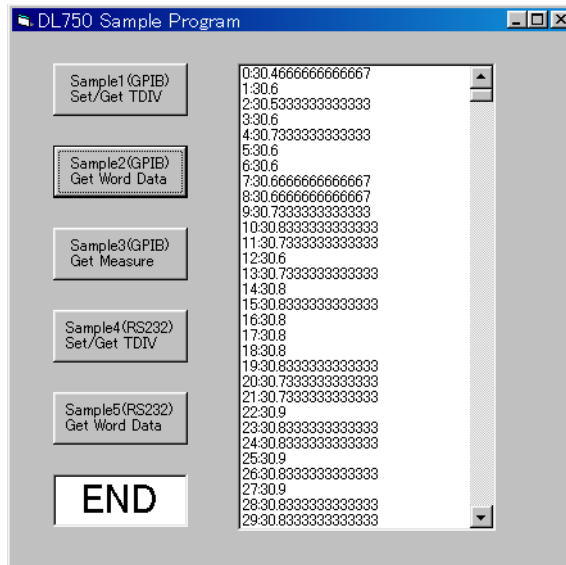 DL750 Sample Program
Sample1(GPIB)
Set/Get TDIV
Sample2(GPIB)
Get Word Data
Sample3(GPIB)
Get Measure
Sample4(RS232)
Set/Get TDIV
Sample5(RS232)
Get Word Data
END
0:30.4666666666667
1:30.6
2:30.5333333333333
3:30.6
4:30.7333333333333
5:30.6
6:30.6
7:30.6666666666667
8:30.6666666666667
9:30.7333333333333
10:30.8333333333333
11:30.7333333333333
12:30.6
13:30.7333333333333
14:30.8
15:30.8333333333333
16:30.8
17:30.8
18:30.8
19:30.8333333333333
20:30.7333333333333
21:30.7333333333333
22:30.9
23:30.8333333333333
24:30.8333333333333
25:30.9
26:30.8333333333333
27:30.9
28:30.8333333333333
29:30.8333333333333